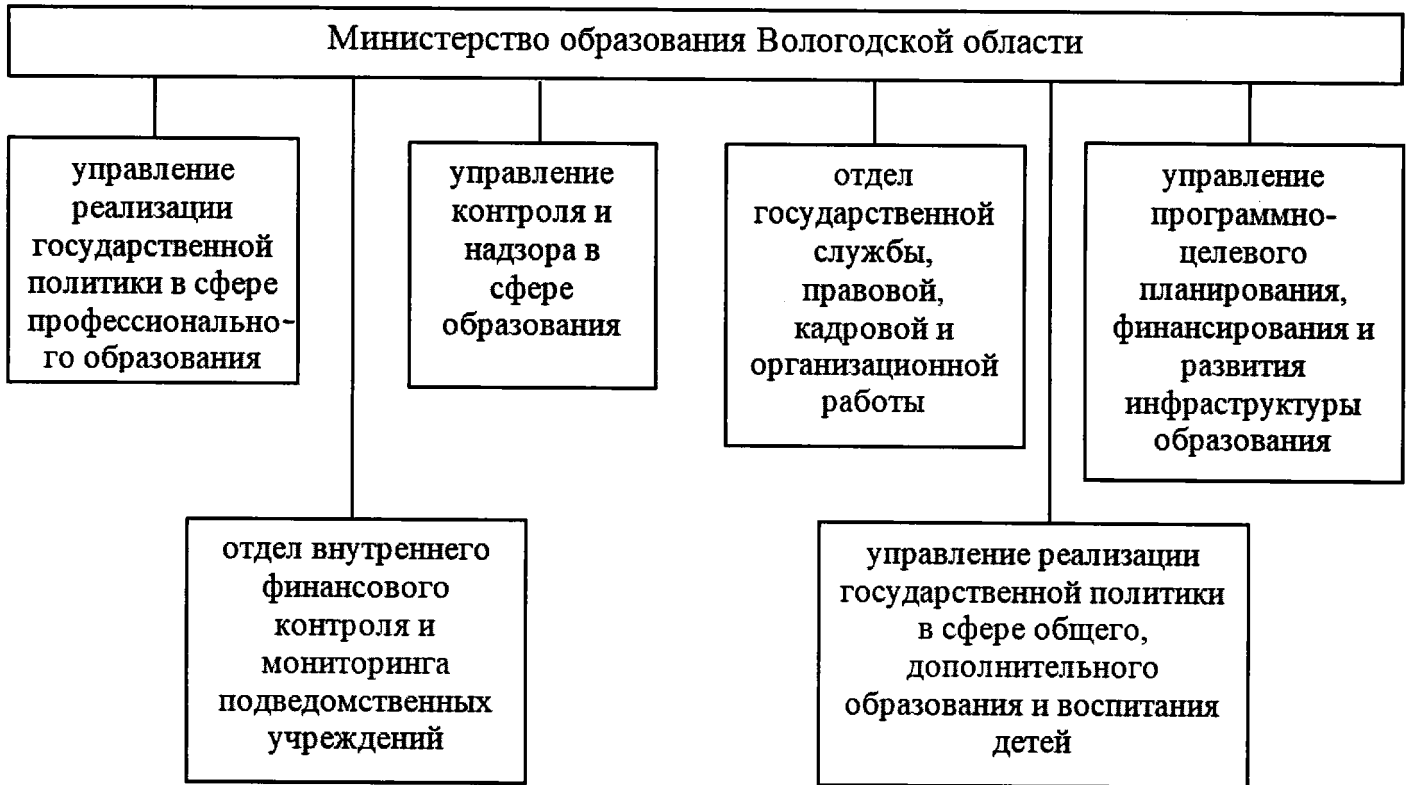 Министерство образования Вологодской области
управление
реализации
государственной
политики в сфере
профессионально-
го образования
управление
контроля и
надзора в
сфере
образования
отдел
государственной
службы,
правовой,
кадровой и
организационной
работы
управление
программно-
целевого
планирования,
финансирования и
развития
инфраструктуры
образования
отдел внутреннего
финансового
контроля и
мониторинга
подведомственных
учреждений
управление реализации
государственной политики
в сфере общего,
дополнительного
образования и воспитания
детей